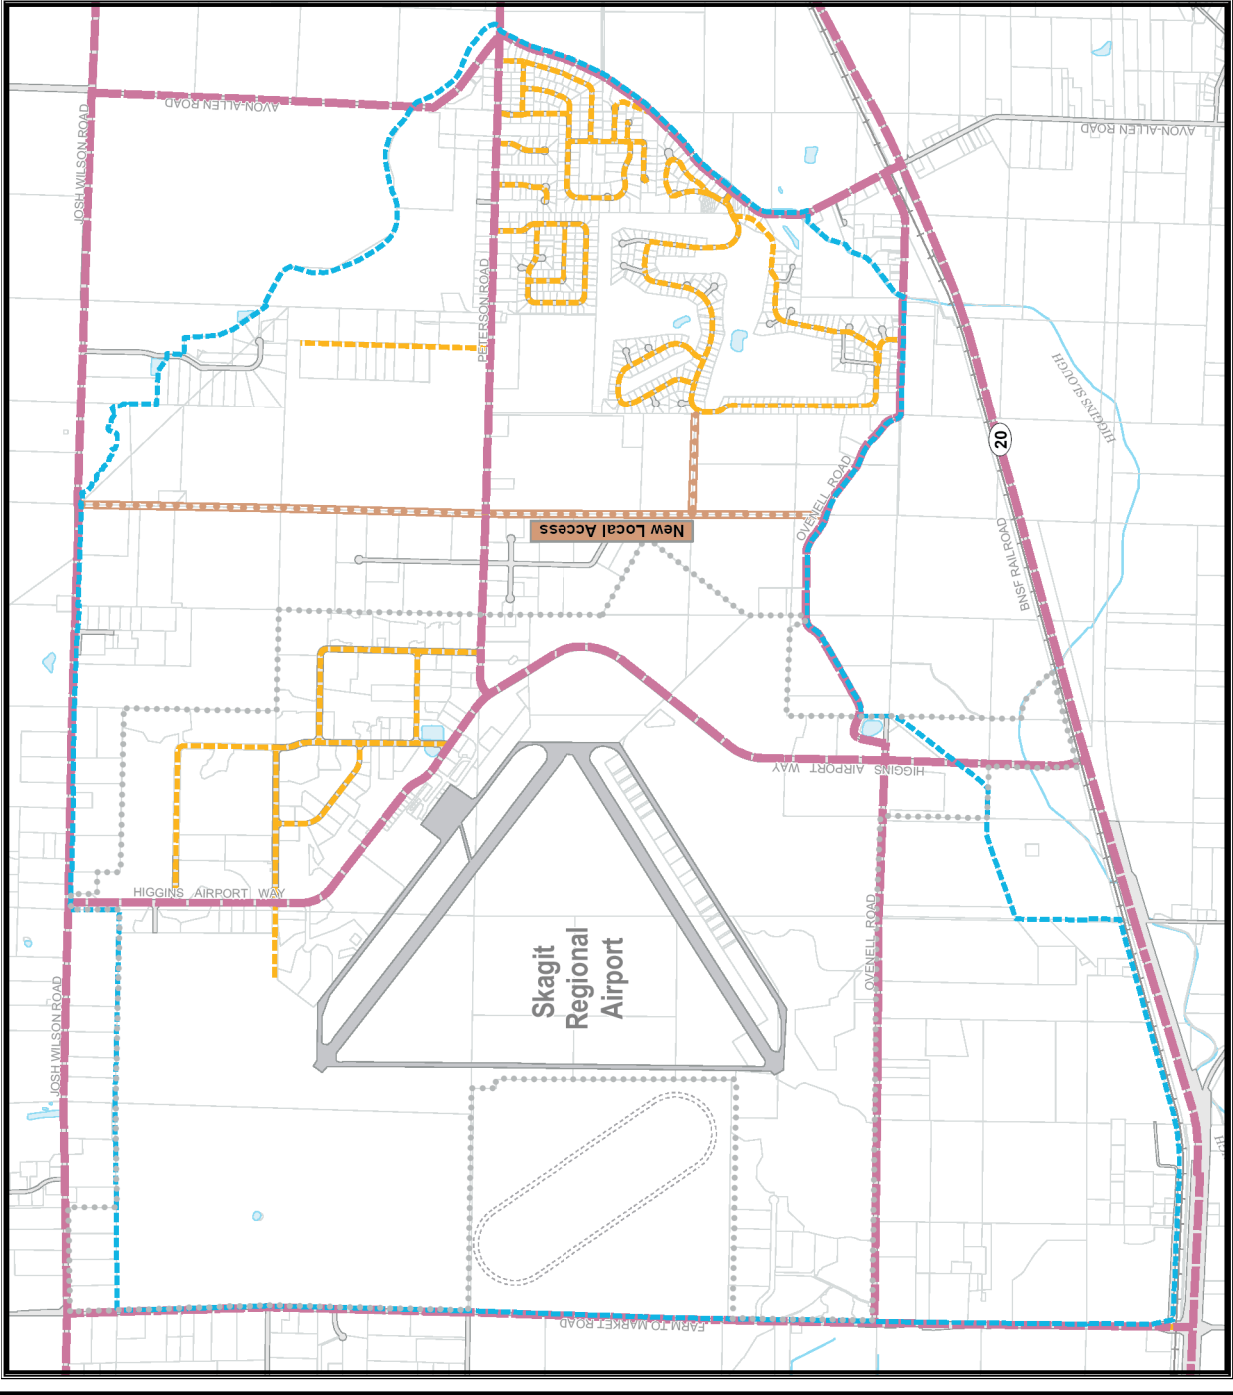 AVON-ALLEN ROAD
JOSH WILSON ROAD
AVON-ALLEN ROAD
PETERSON ROAD
HIGGINS SLOUGH
20
OVENELL ROAD
New Local Access
BNSF RAILROAD
HIGGINS AIRPORT WAY
HIGGINS AIRPORT WAY
Skagit
Regional
Airport
OVENELL ROAD
JOSH WILSON ROAD
FARM TO MARKET ROAD